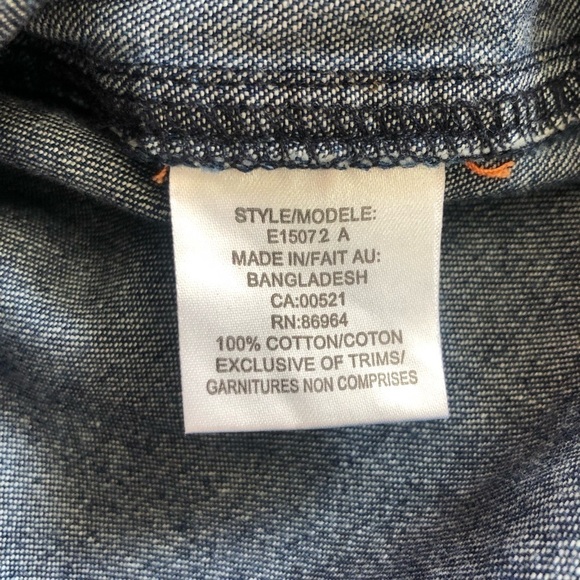 STYLE/MODELE:
E15072 A
MADE IN/FAIT AU:
BANGLADESH
CA:00521
RN:86964
100% COTTON/COTON
EXCLUSIVE OF TRIMS/
GARNITURES NON COMPRISES